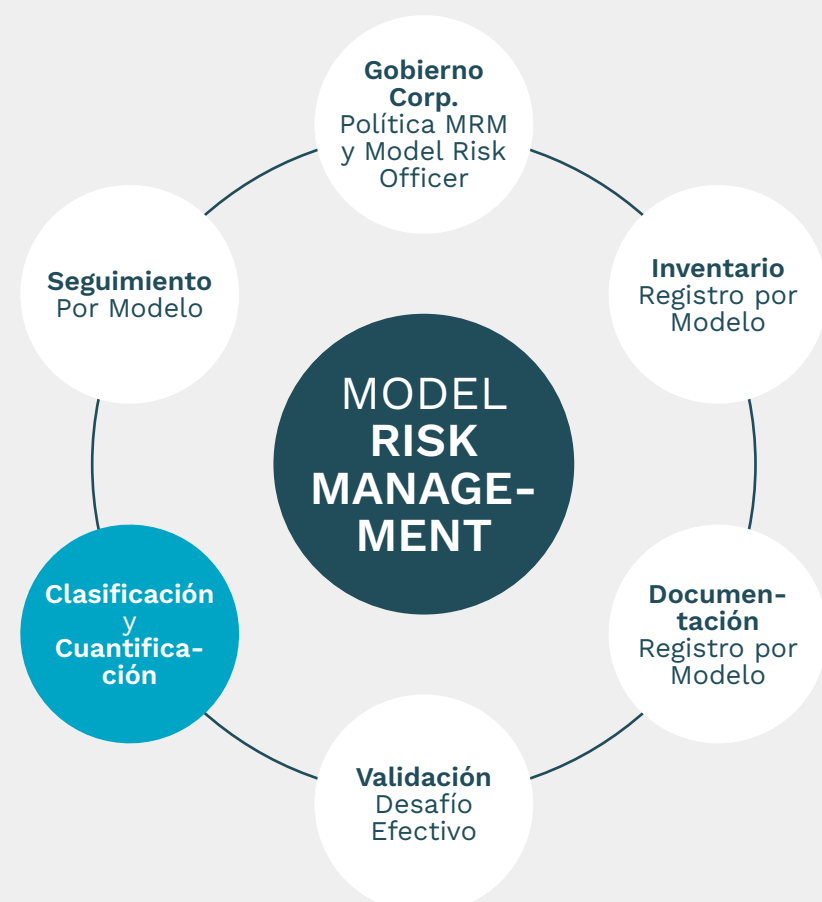 Gobierno
Corp.
Política MRM
y Model Risk
Officer
Inventario
Registro por
Modelo
Documen-
tación
Registro por
Modelo
Validación
Desafío
Efectivo
Clasificación
y
Cuantifica-
ción
Seguimiento
Por Modelo
MODEL
RISK
MANAGE-
MENT